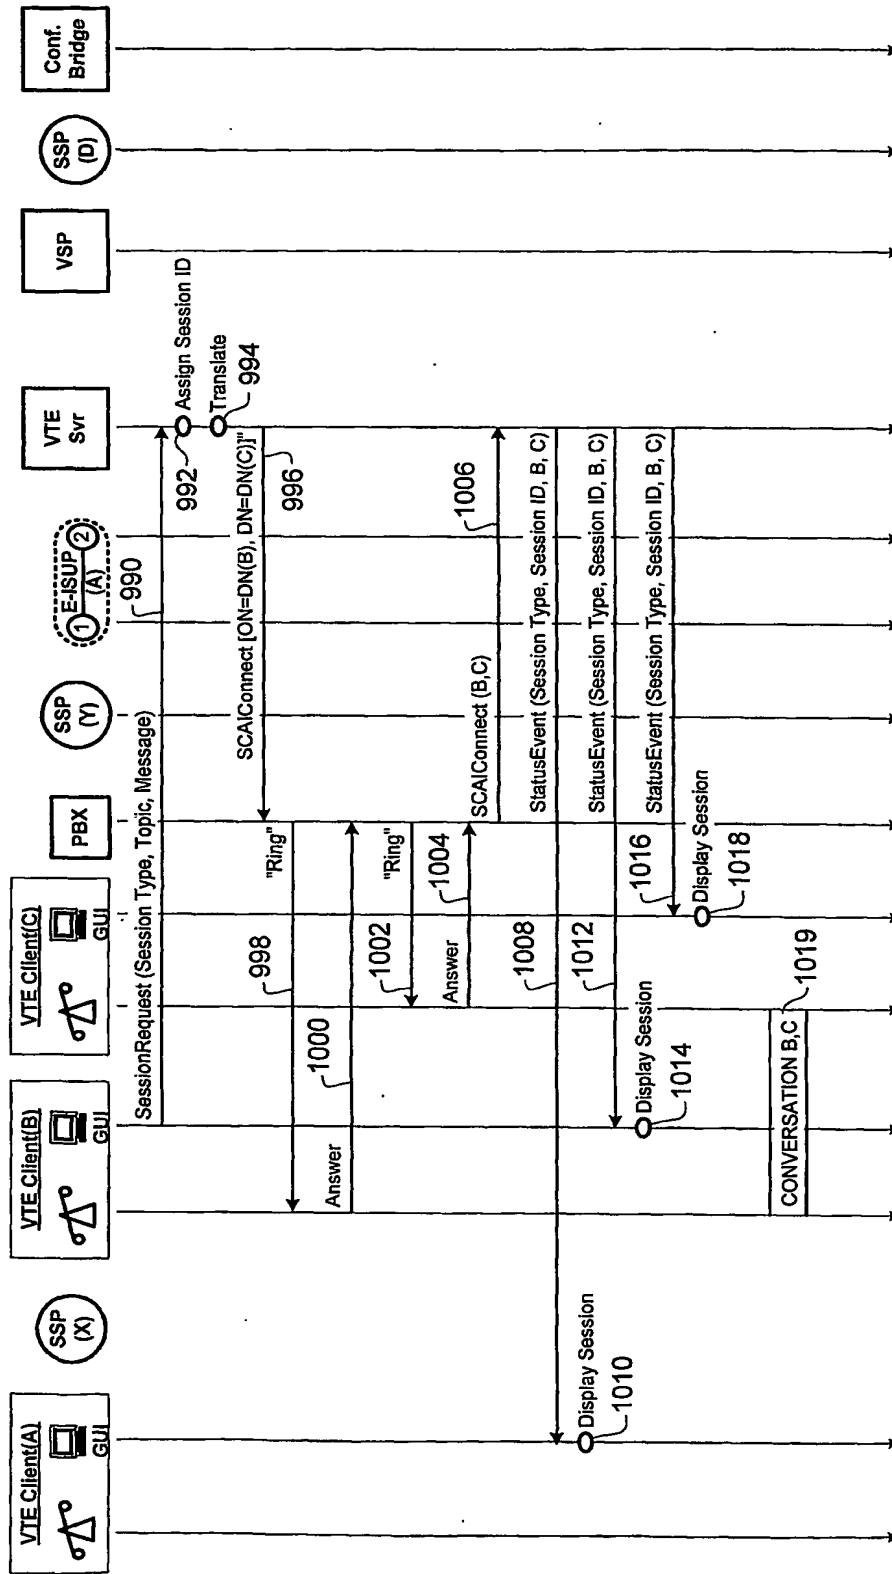 VTE Client(A)
GUI
SSP
(X)
VTE Client(B)
GUI
VTE Client(C)
GUI
PBX
SSP
(Y)
E-ISUP
(A)
1
2
VTE
Svr
VSP
SSP
(D)
Conf.
Bridge
SessionRequest (Session Type, Topic, Message)
990
992
Assign Session ID
Translate
994
SCAIConnect [ON=DN(B), DN=DN(C)]"
996
"Ring"
998
Answer
1000
"Ring"
1002
Answer
1004
SCAIConnect (B,C)
1006
StatusEvent (Session Type, Session ID, B, C)
1008
Display Session
1010
StatusEvent (Session Type, Session ID, B, C)
1012
Display Session
1014
StatusEvent (Session Type, Session ID, B, C)
1016
Display Session
1018
CONVERSATION B,C
1019